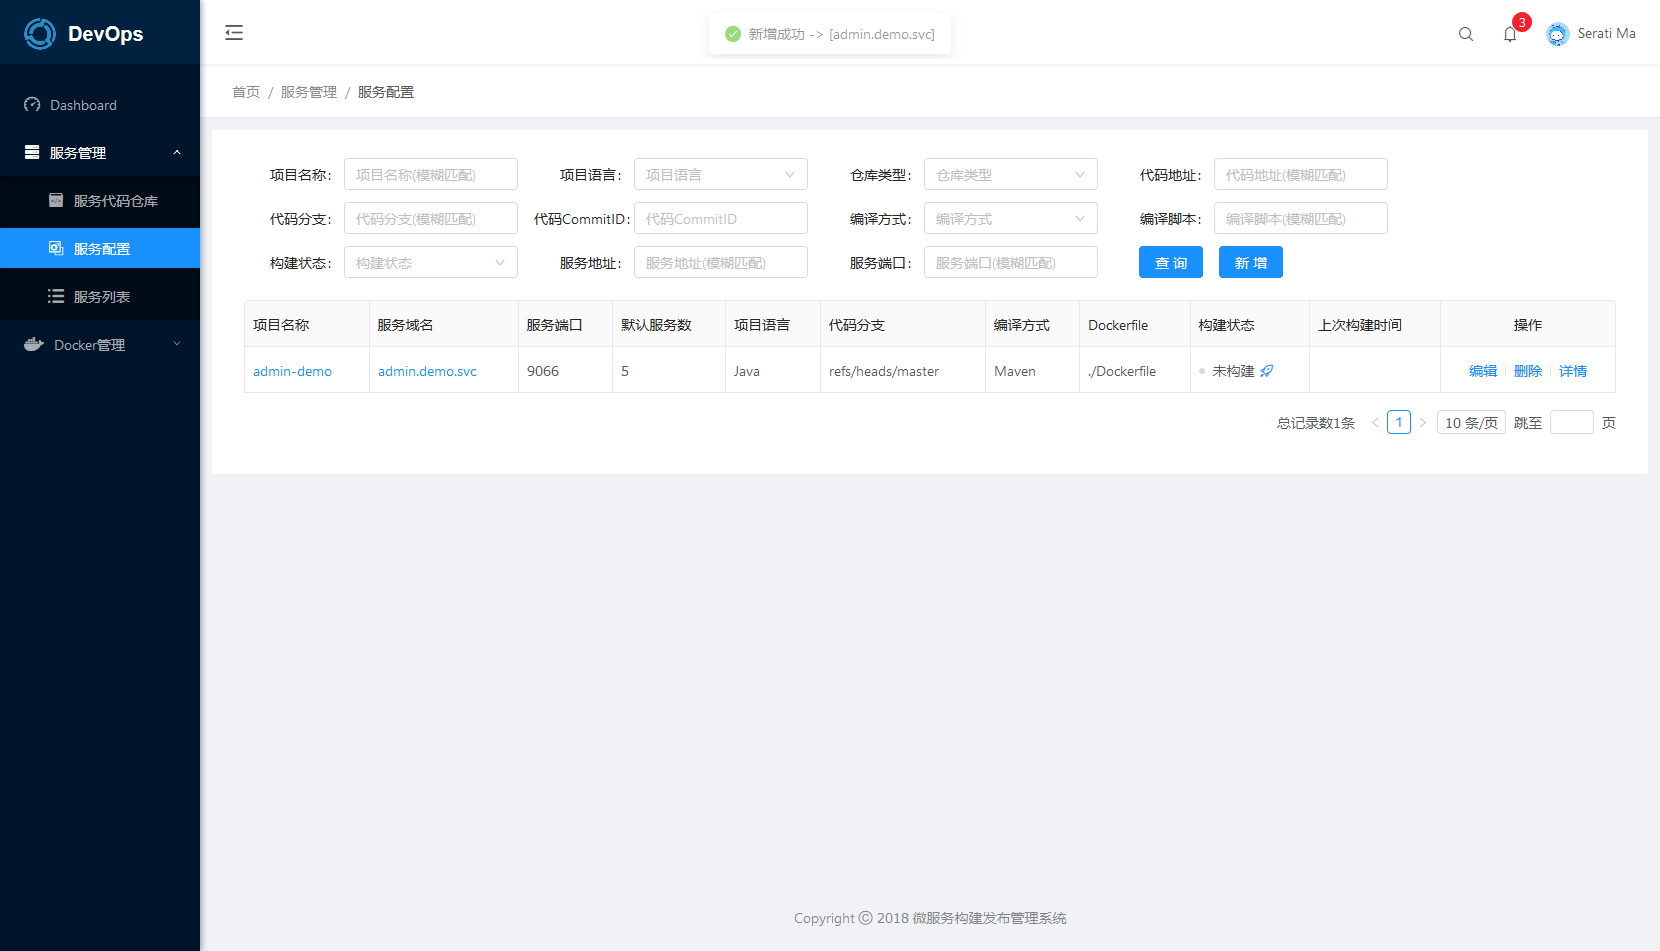 DevOps
新增成功 -> [admin.demo.svc]
3
Serati Ma
Dashboard
服务管理
服务代码仓库
服务配置
服务列表
Docker管理
首页 / 服务管理 / 服务配置
项目名称: 项目名称(模糊匹配) 项目语言: 项目语言 仓库类型: 仓库类型 代码地址: 代码地址(模糊匹配)
代码分支: 代码分支(模糊匹配) 代码CommitID: 代码CommitID 编译方式: 编译方式 编译脚本: 编译脚本(模糊匹配)
构建状态: 构建状态 服务地址: 服务地址(模糊匹配) 服务端口: 服务端口(模糊匹配) 查 询 新 增
项目名称 服务域名 服务端口 默认服务数 项目语言 代码分支 编译方式 Dockerfile 构建状态 上次构建时间 操作
admin-demo admin.demo.svc 9066 5 Java refs/heads/master Maven ./Dockerfile 未构建 编辑 删除 详情
总记录数1条 < 1 > 10 条/页 跳至 页
Copyright © 2018 微服务构建发布管理系统